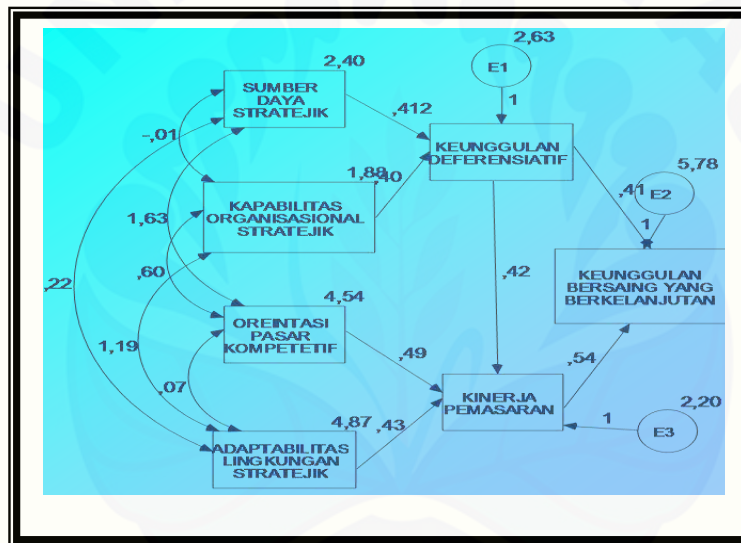 2,63
E1
1
2,40
SUMBER
DAYA
STRATEJIK
,412
KEUNGGULAN
DEFERENSIATIF
-,01
1,88
,40
KAPABILITAS
ORGANISASIONAL
STRATEJIK
5,78
,41
E2
1
1,63
,60
,22
,42
KEUNGGULAN
BERSAING YANG
BERKELANJUTAN
4,54
OREINTASI
PASAR
KOMPETETIF
1,19
,49
,54
,07
KINERJA
PEMASARAN
2,20
4,87
,43
1
E3
ADAPTABILITAS
LINGKUNGAN
STRATEJIK